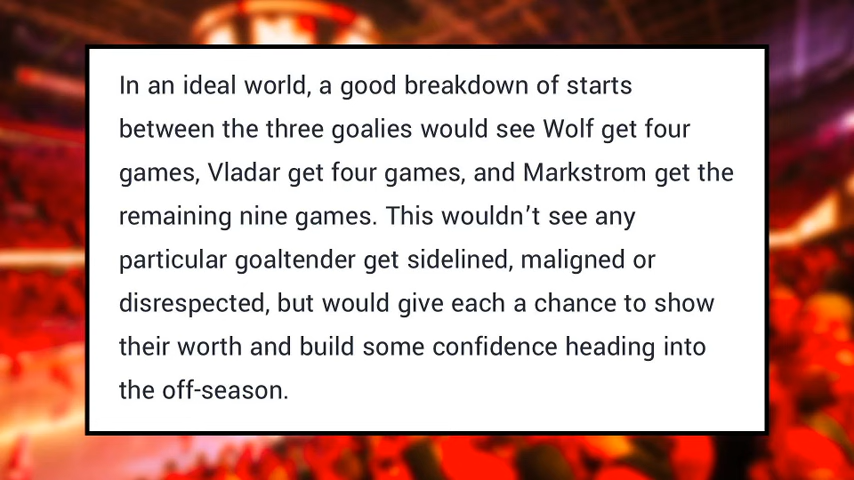 In an ideal world, a good breakdown of starts
between the three goalies would see Wolf get four
games, Vladar get four games, and Markstrom get the
remaining nine games. This wouldn’t see any
particular goaltender get sidelined, maligned or
disrespected, but would give each a chance to show
their worth and build some confidence heading into
the off-season.